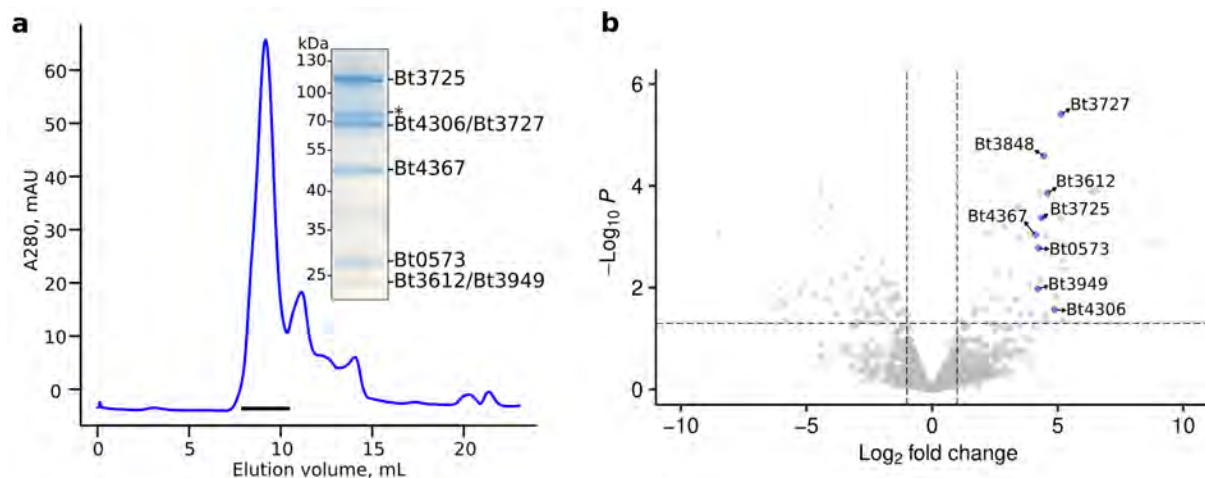 a
A280, mAU
60
50
40
30
20
10
0
0
5
10
15
20
Elution volume, mL
kDa
130
100
70
55
40
35
25
Bt3725
*
Bt4306/Bt3727
Bt4367
Bt0573
Bt3612/Bt3949
b
−Log10 P
6
4
2
0
−10
−5
0
5
10
Log2 fold change
Bt3727
Bt3848
Bt3612
Bt3725
Bt4367
Bt0573
Bt3949
Bt4306